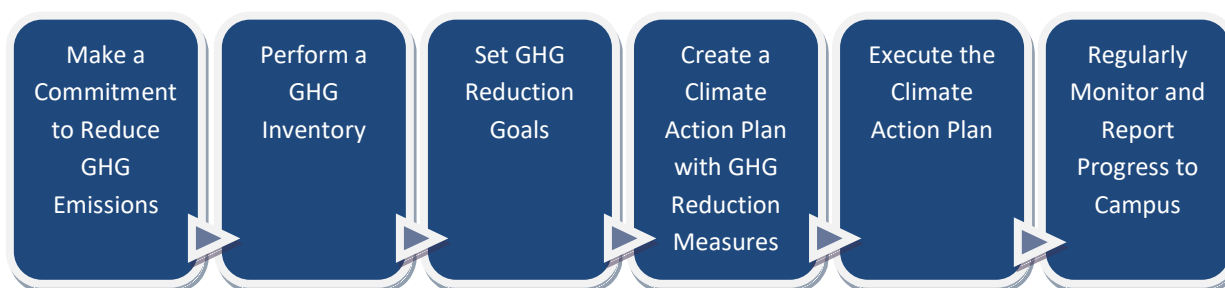 Make a
Commitment
to Reduce
GHG
Emissions
Perform a
GHG
Inventory
Set GHG
Reduction
Goals
Create a
Climate
Action Plan
with GHG
Reduction
Measures
Execute the
Climate
Action Plan
Regularly
Monitor and
Report
Progress to
Campus